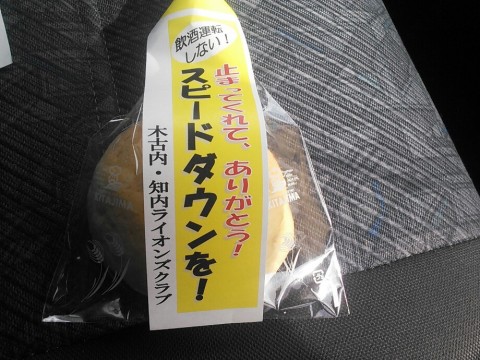 飲酒運転
しない!
止まってくれて、ありがとう!
スピードダウンを!
木古内・知内ライオンズクラブ